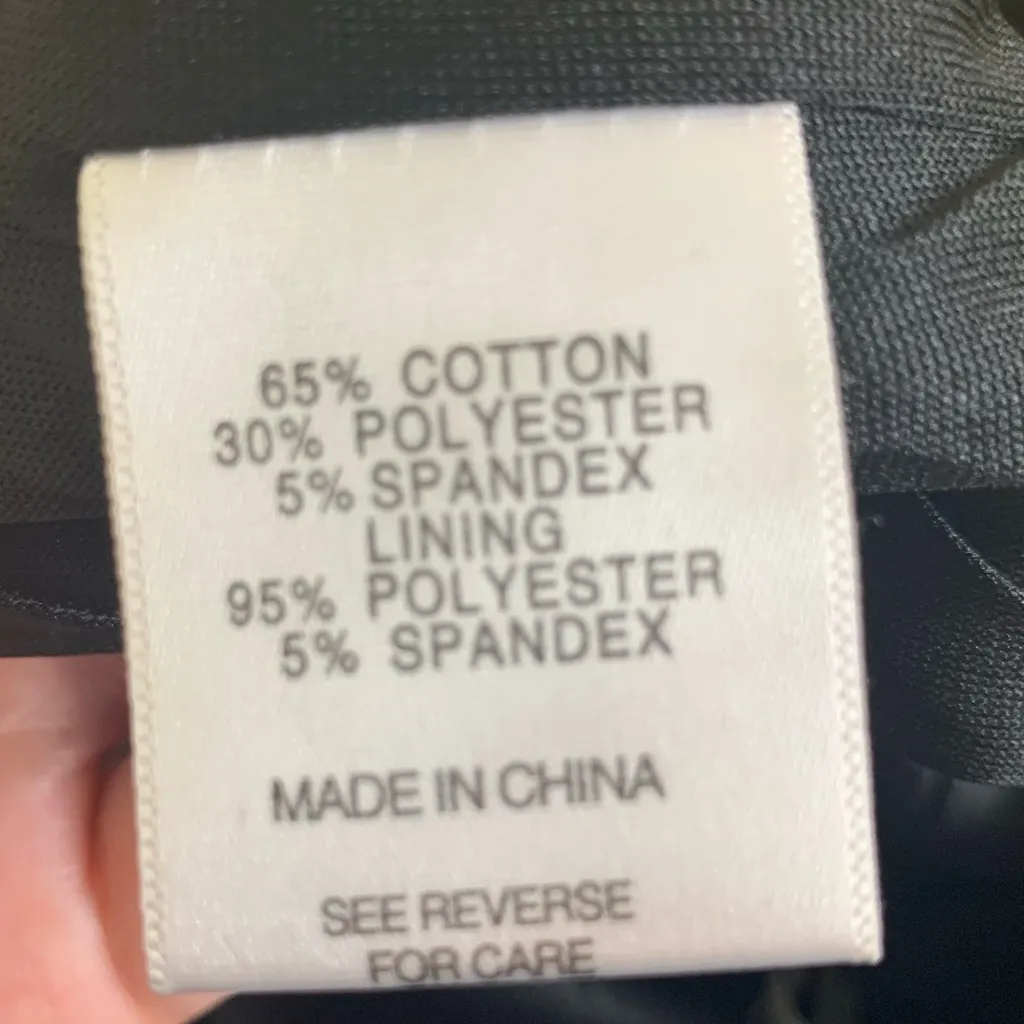 65% COTTON
30% POLYESTER
5% SPANDEX
LINING
95% POLYESTER
5% SPANDEX
MADE IN CHINA
SEE REVERSE
FOR CARE